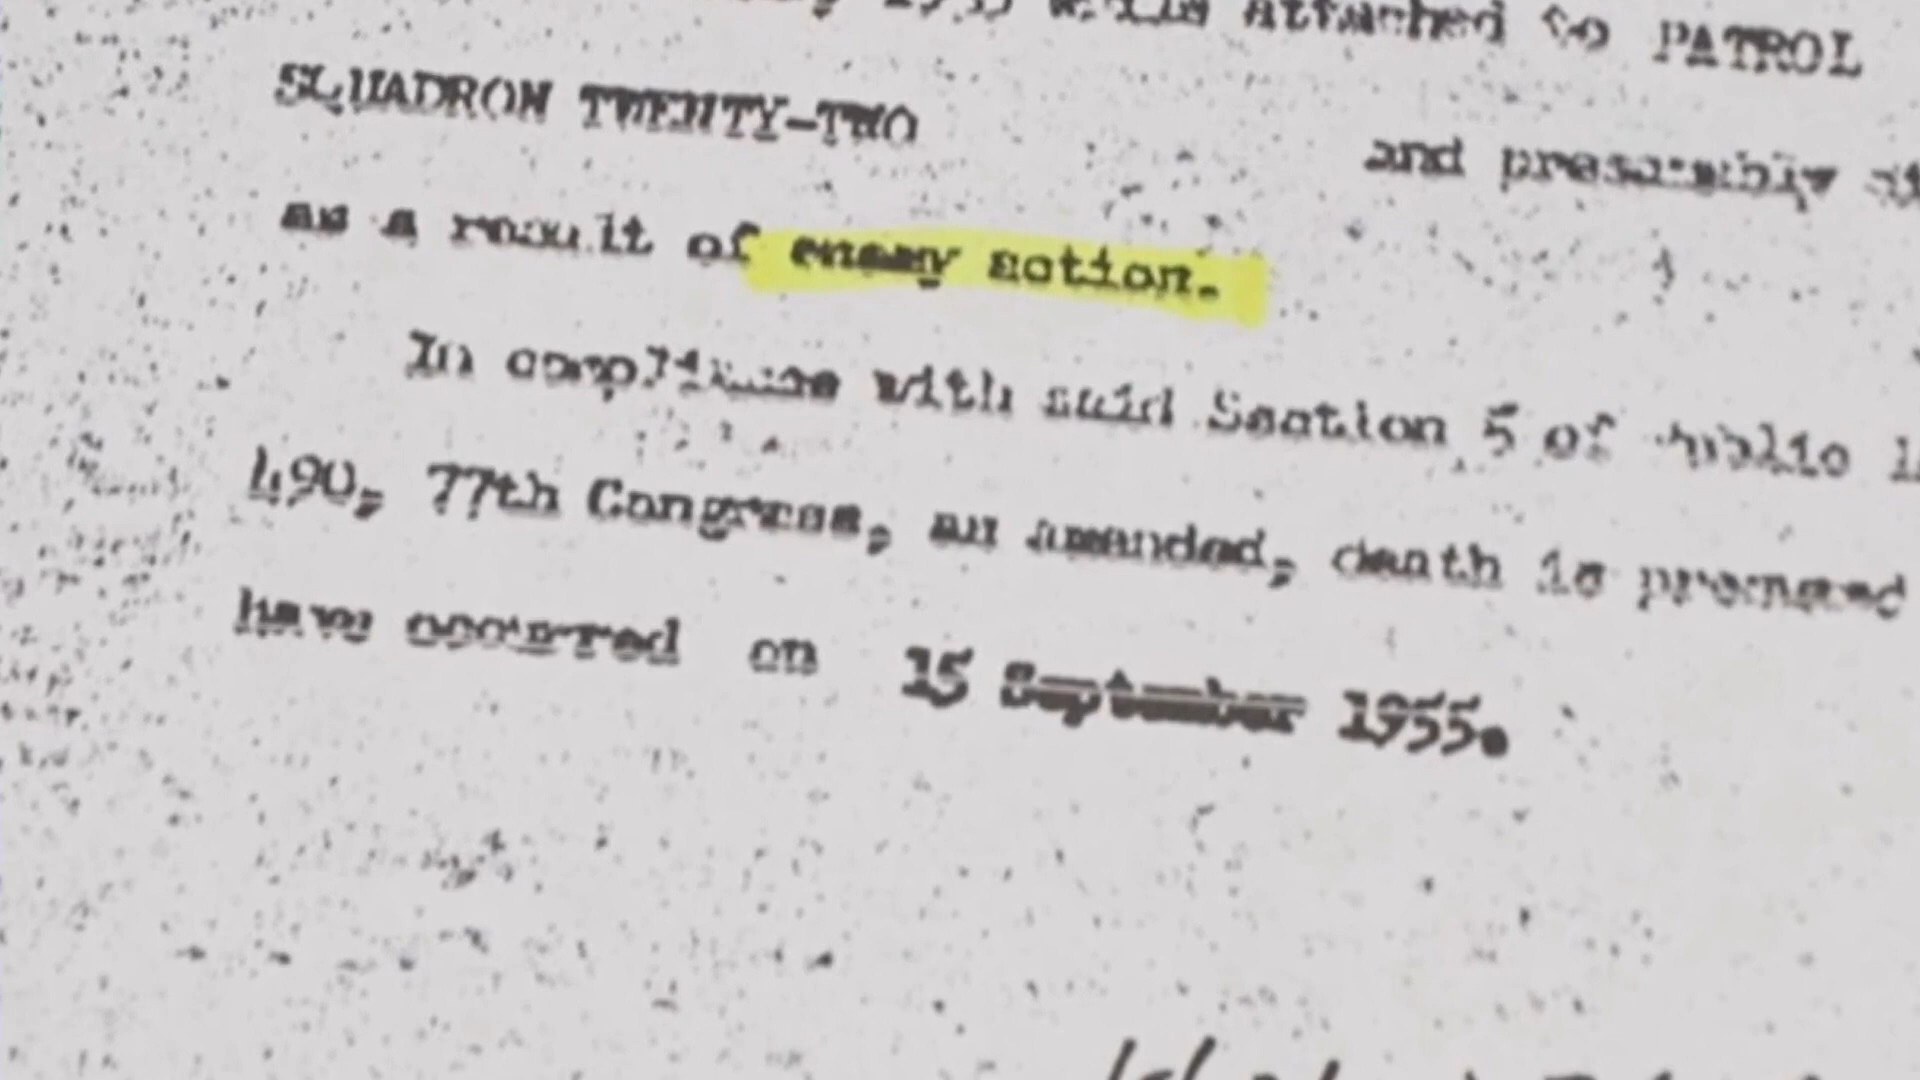 attached to PATROL
SQUADRON TWENTY-TWO
and presumably
as a result of enemy action.
In compliance with said Section 5 of Public
490, 77th Congress, as amended, death is presumed
have occurred on 15 September 1955.